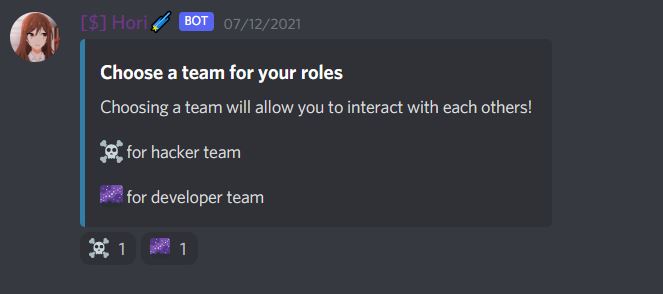 [$] Hori BOT 07/12/2021
Choose a team for your roles
Choosing a team will allow you to interact with each others!
☠️ for hacker team
🌌 for developer team
☠️ 1 🌌 1